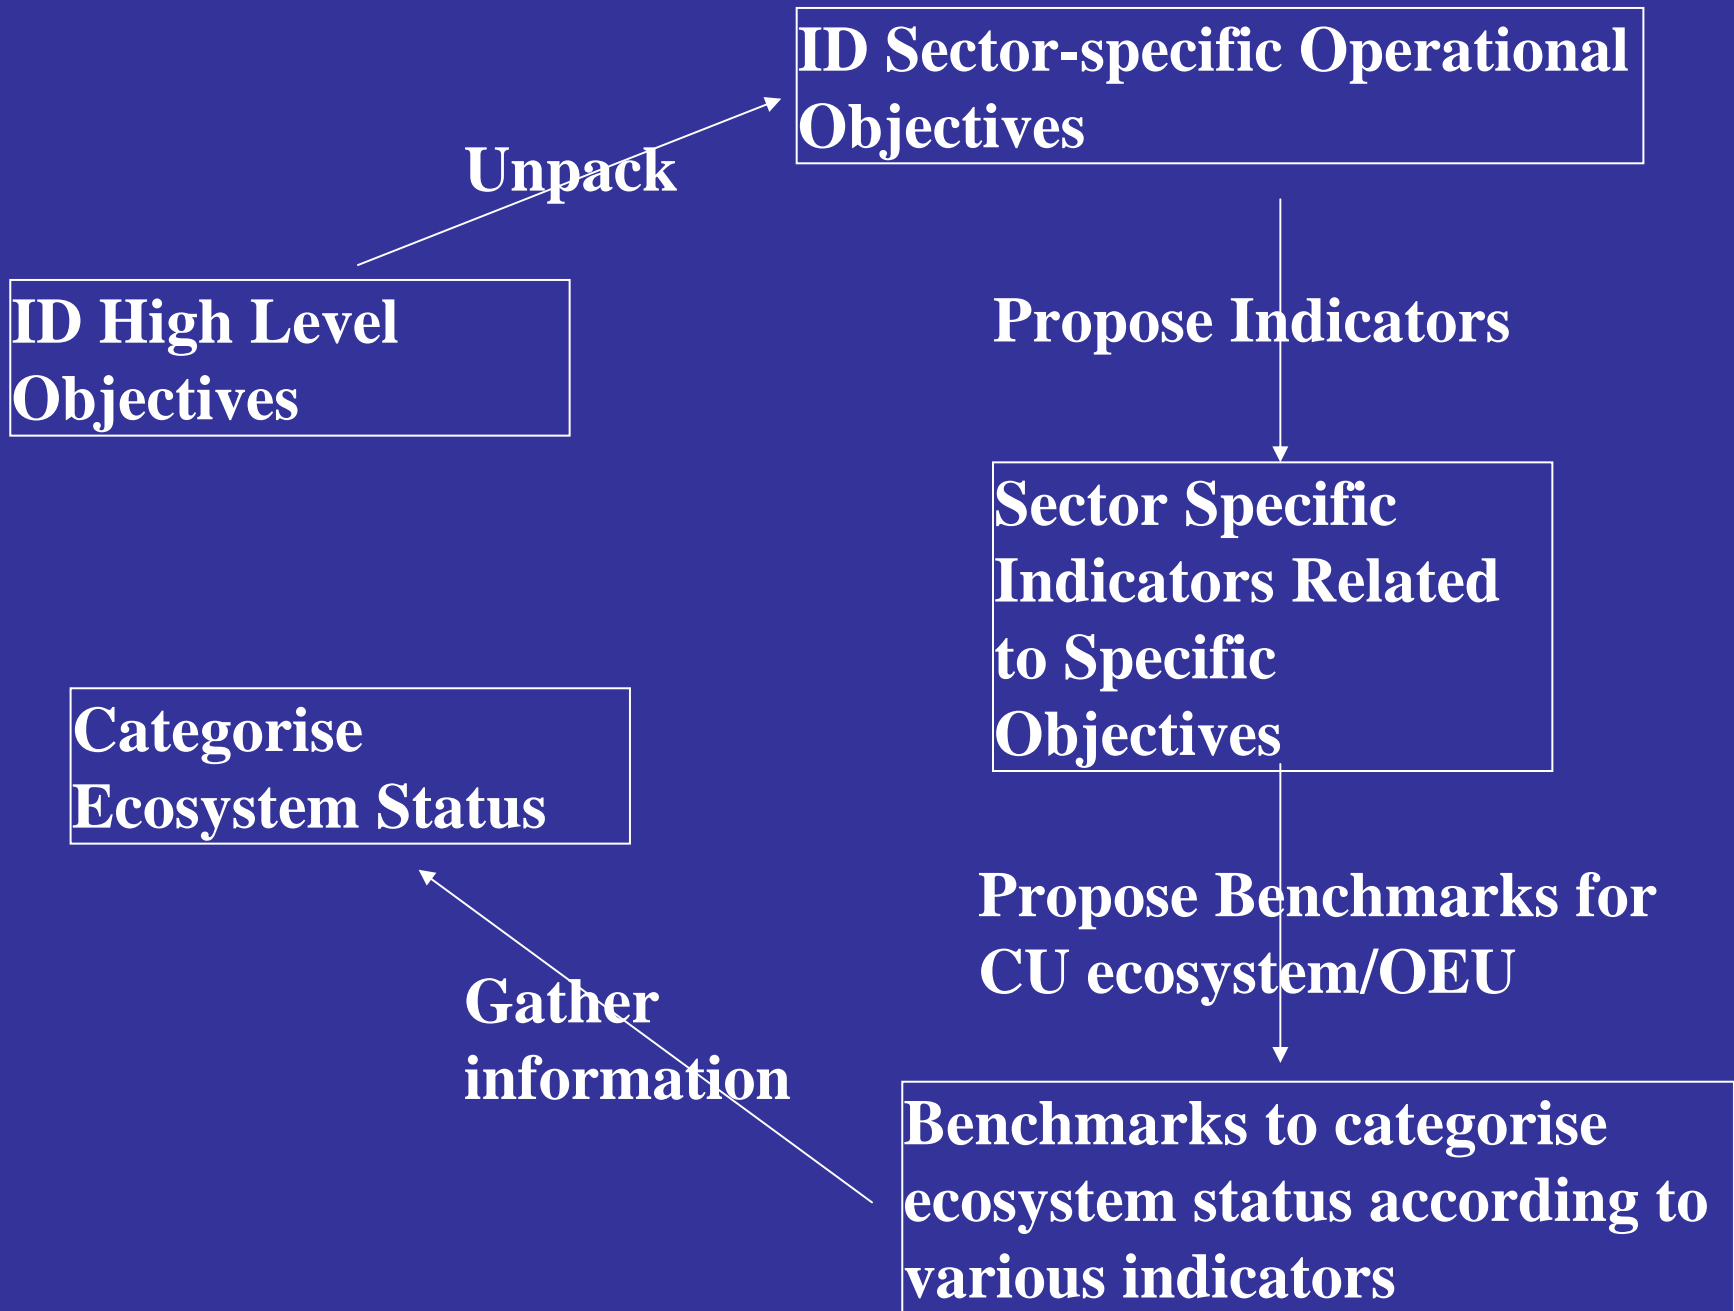 ID Sector-specific Operational
Objectives
Unpack
ID High Level
Objectives
Propose Indicators
Sector Specific
Indicators Related
to Specific
Objectives
Categorise
Ecosystem Status
Propose Benchmarks for
CU ecosystem/OEU
Gather
information
Benchmarks to categorise
ecosystem status according to
various indicators